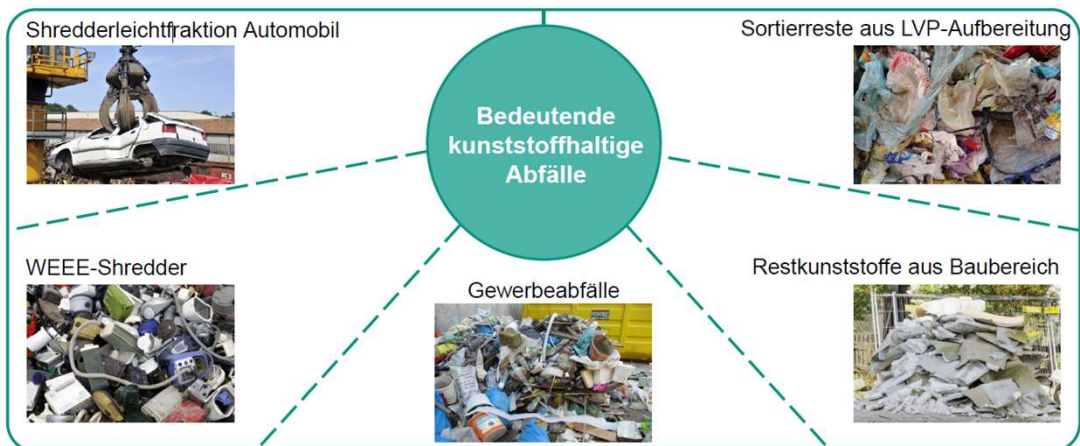 Shredderleichtfraktion Automobil
Sortierreste aus LVP-Aufbereitung
Bedeutende
kunststoffhaltige
Abfälle
WEEE-Shredder
Gewerbeabfälle
Restkunststoffe aus Baubereich